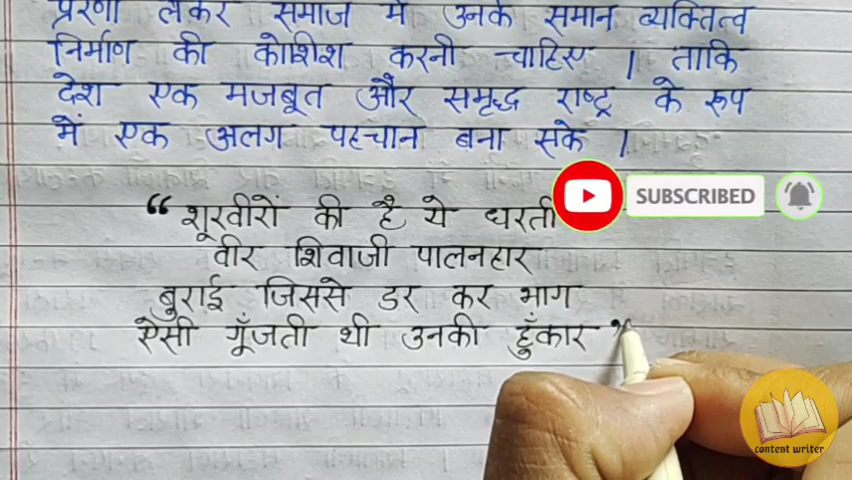 प्रेरणा लेकर समाज में उनके समान व्यक्तित्व
निर्माण की कोशिश करनी चाहिए । ताकि
देश एक मजबूत और समृद्ध राष्ट्र के रूप
में एक अलग पहचान बना सके ।
SUBSCRIBED
“ शूरवीरों की है ये धरती
वीर शिवाजी पालनहार
बुराई जिससे डर कर भाग
ऐसी गूँजती थी उनकी हुँकार ”
content writer